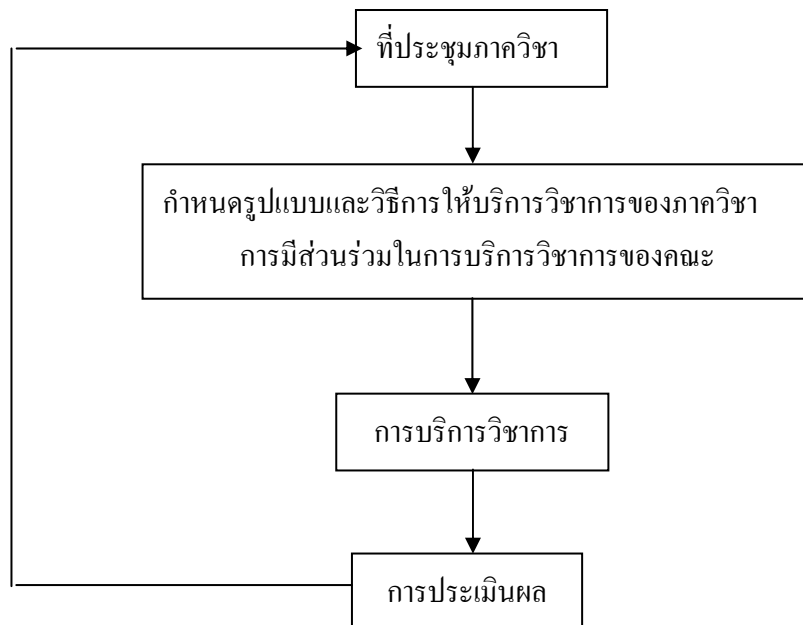 ที่ประชุมภาควิชา
กำหนดรูปแบบและวิธีการให้บริการวิชาการของภาควิชา
การมีส่วนร่วมในการบริการวิชาการของคณะ
การบริการวิชาการ
การประเมินผล